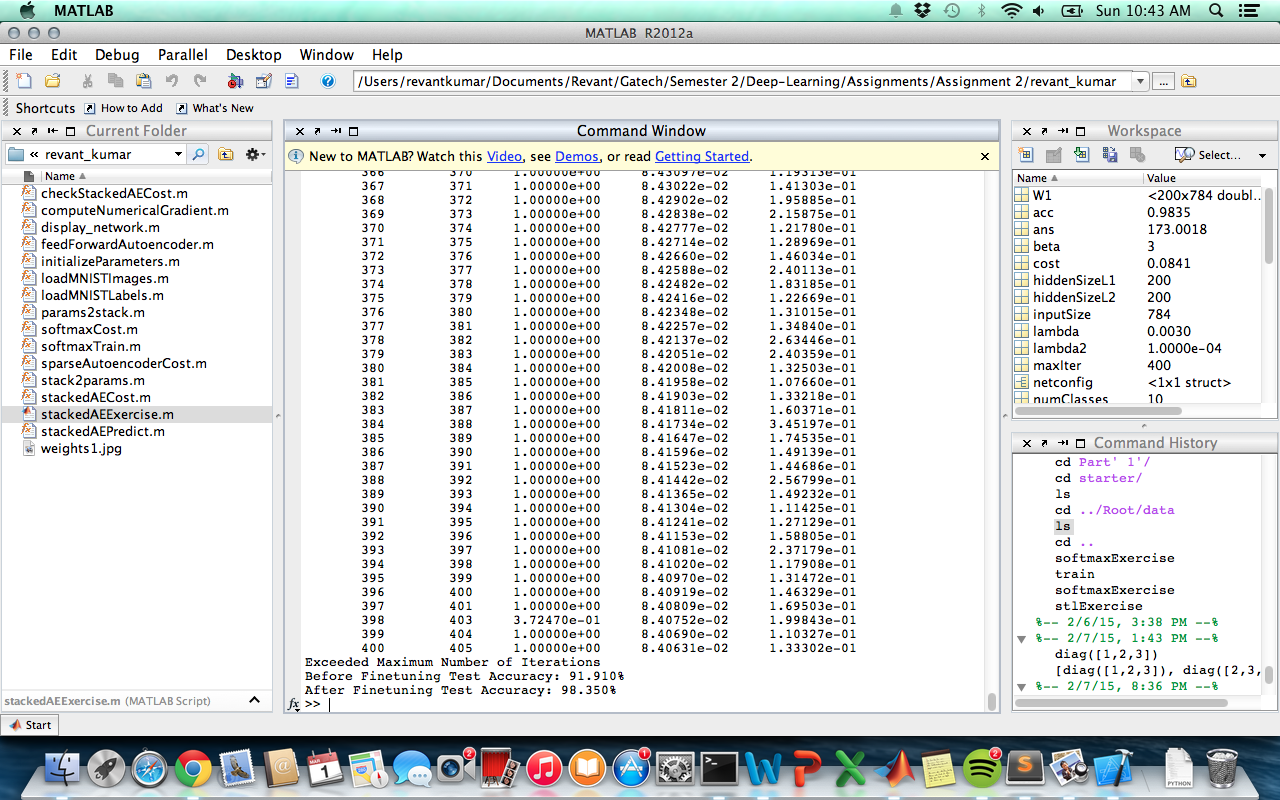 MATLAB
Sun 10:43 AM
MATLAB R2012a
File Edit Debug Parallel Desktop Window Help
/Users/revantkumar/Documents/Revant/Gatech/Semester 2/Deep-Learning/Assignments/Assignment 2/revant_kumar
...
Shortcuts How to Add What's New
Current Folder
« revant_kumar
Name
checkStackedAECost.m
computeNumericalGradient.m
display_network.m
feedForwardAutoencoder.m
initializeParameters.m
loadMNISTImages.m
loadMNISTLabels.m
params2stack.m
softmaxCost.m
softmaxTrain.m
sparseAutoencoderCost.m
stack2params.m
stackedAECost.m
stackedAEExercise.m
stackedAEPredict.m
weights1.jpg
stackedAEExercise.m (MATLAB Script)
Start
Command Window
New to MATLAB? Watch this Video, see Demos, or read Getting Started.
366 370 1.00000e+00 8.43097e-02 1.19313e-01
367 371 1.00000e+00 8.43022e-02 1.41303e-01
368 372 1.00000e+00 8.42902e-02 1.95885e-01
369 373 1.00000e+00 8.42838e-02 2.15875e-01
370 374 1.00000e+00 8.42777e-02 1.21780e-01
371 375 1.00000e+00 8.42714e-02 1.28969e-01
372 376 1.00000e+00 8.42660e-02 1.46034e-01
373 377 1.00000e+00 8.42588e-02 2.40113e-01
374 378 1.00000e+00 8.42482e-02 1.83185e-01
375 379 1.00000e+00 8.42416e-02 1.22669e-01
376 380 1.00000e+00 8.42348e-02 1.31015e-01
377 381 1.00000e+00 8.42257e-02 1.34840e-01
378 382 1.00000e+00 8.42137e-02 2.63446e-01
379 383 1.00000e+00 8.42051e-02 2.40359e-01
380 384 1.00000e+00 8.42008e-02 1.32503e-01
381 385 1.00000e+00 8.41958e-02 1.07660e-01
382 386 1.00000e+00 8.41903e-02 1.33218e-01
383 387 1.00000e+00 8.41811e-02 1.60371e-01
384 388 1.00000e+00 8.41734e-02 3.45197e-01
385 389 1.00000e+00 8.41647e-02 1.74535e-01
386 390 1.00000e+00 8.41596e-02 1.49139e-01
387 391 1.00000e+00 8.41523e-02 1.44686e-01
388 392 1.00000e+00 8.41442e-02 2.56799e-01
389 393 1.00000e+00 8.41365e-02 1.49232e-01
390 394 1.00000e+00 8.41304e-02 1.11425e-01
391 395 1.00000e+00 8.41241e-02 1.27129e-01
392 396 1.00000e+00 8.41153e-02 1.58805e-01
393 397 1.00000e+00 8.41081e-02 2.37179e-01
394 398 1.00000e+00 8.41020e-02 1.17908e-01
395 399 1.00000e+00 8.40970e-02 1.31472e-01
396 400 1.00000e+00 8.40919e-02 1.46329e-01
397 401 1.00000e+00 8.40809e-02 1.69503e-01
398 403 3.72470e-01 8.40752e-02 1.99843e-01
399 404 1.00000e+00 8.40690e-02 1.10327e-01
400 405 1.00000e+00 8.40631e-02 1.33302e-01
Exceeded Maximum Number of Iterations
Before Finetuning Test Accuracy: 91.910%
After Finetuning Test Accuracy: 98.350%
fx >>
Workspace
Select...
Name Value
W1 <200x784 doubl...
acc 0.9835
ans 173.0018
beta 3
cost 0.0841
hiddenSizeL1 200
hiddenSizeL2 200
inputSize 784
lambda 0.0030
lambda2 1.0000e-04
maxIter 400
netconfig <1x1 struct>
numClasses 10
Command History
cd Part' 1'/
cd starter/
ls
cd ../Root/data
ls
cd ..
softmaxExercise
train
softmaxExercise
stlExercise
%-- 2/6/15, 3:38 PM --%
%-- 2/7/15, 1:43 PM --%
diag([1,2,3])
[diag([1,2,3]), diag([2,3,
%-- 2/7/15, 8:36 PM --%
MAR
1
2
1
2
S
PYTHON